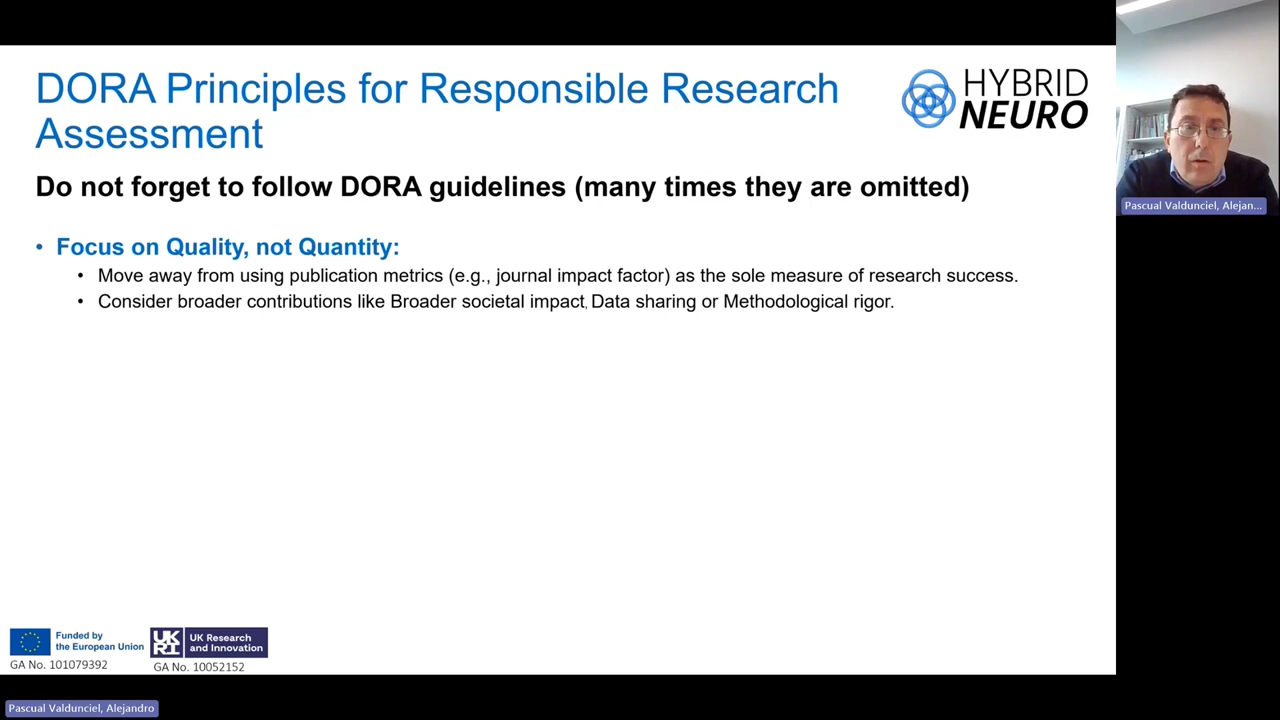 DORA Principles for Responsible Research
Assessment
HYBRID
NEURO
Do not forget to follow DORA guidelines (many times they are omitted)
• Focus on Quality, not Quantity:
• Move away from using publication metrics (e.g., journal impact factor) as the sole measure of research success.
• Consider broader contributions like Broader societal impact, Data sharing or Methodological rigor.
Pascual Valdunciel, Alejan...
Funded by
the European Union
GA No. 101079392
UK
RI
UK Research
and Innovation
GA No. 10052152
Pascual Valdunciel, Alejandro